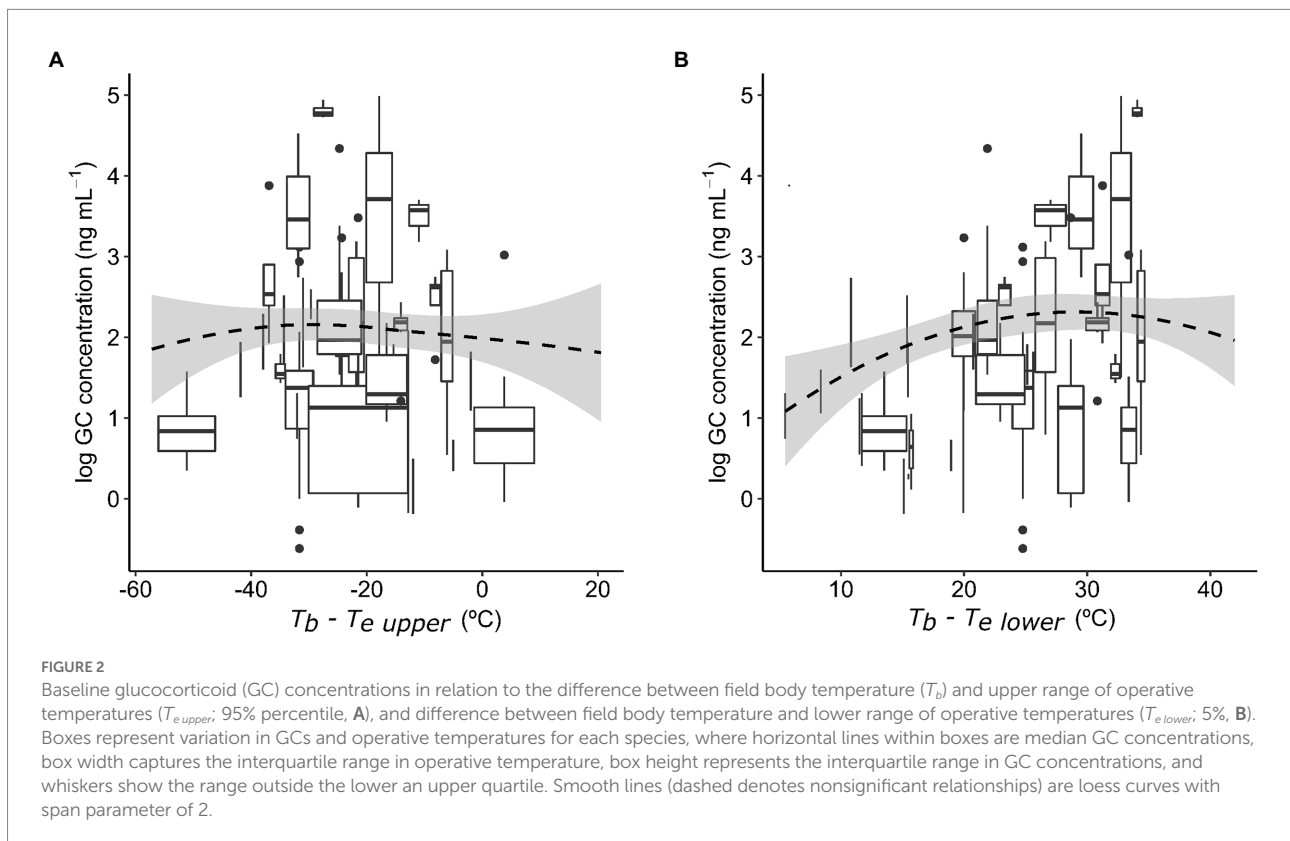 A
B
5
4
3
2
1
0
log GC concentration (ng mL⁻¹)
-60
-40
-20
0
20
T_b - T_e upper (ºC)
5
4
3
2
1
0
log GC concentration (ng mL⁻¹)
10
20
30
40
T_b - T_e lower (ºC)
FIGURE 2
Baseline glucocorticoid (GC) concentrations in relation to the difference between field body temperature (T_b) and upper range of operative
temperatures (T_e upper; 95% percentile, A), and difference between field body temperature and lower range of operative temperatures (T_e lower; 5%, B).
Boxes represent variation in GCs and operative temperatures for each species, where horizontal lines within boxes are median GC concentrations,
box width captures the interquartile range in operative temperature, box height represents the interquartile range in GC concentrations, and
whiskers show the range outside the lower an upper quartile. Smooth lines (dashed denotes nonsignificant relationships) are loess curves with
span parameter of 2.